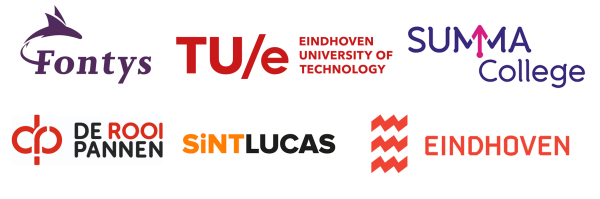 Fontys
TU/e
EINDHOVEN
UNIVERSITY OF
TECHNOLOGY
SUMMA
College
DE ROOI
PANNEN
SiNTLUCAS
EINDHOVEN